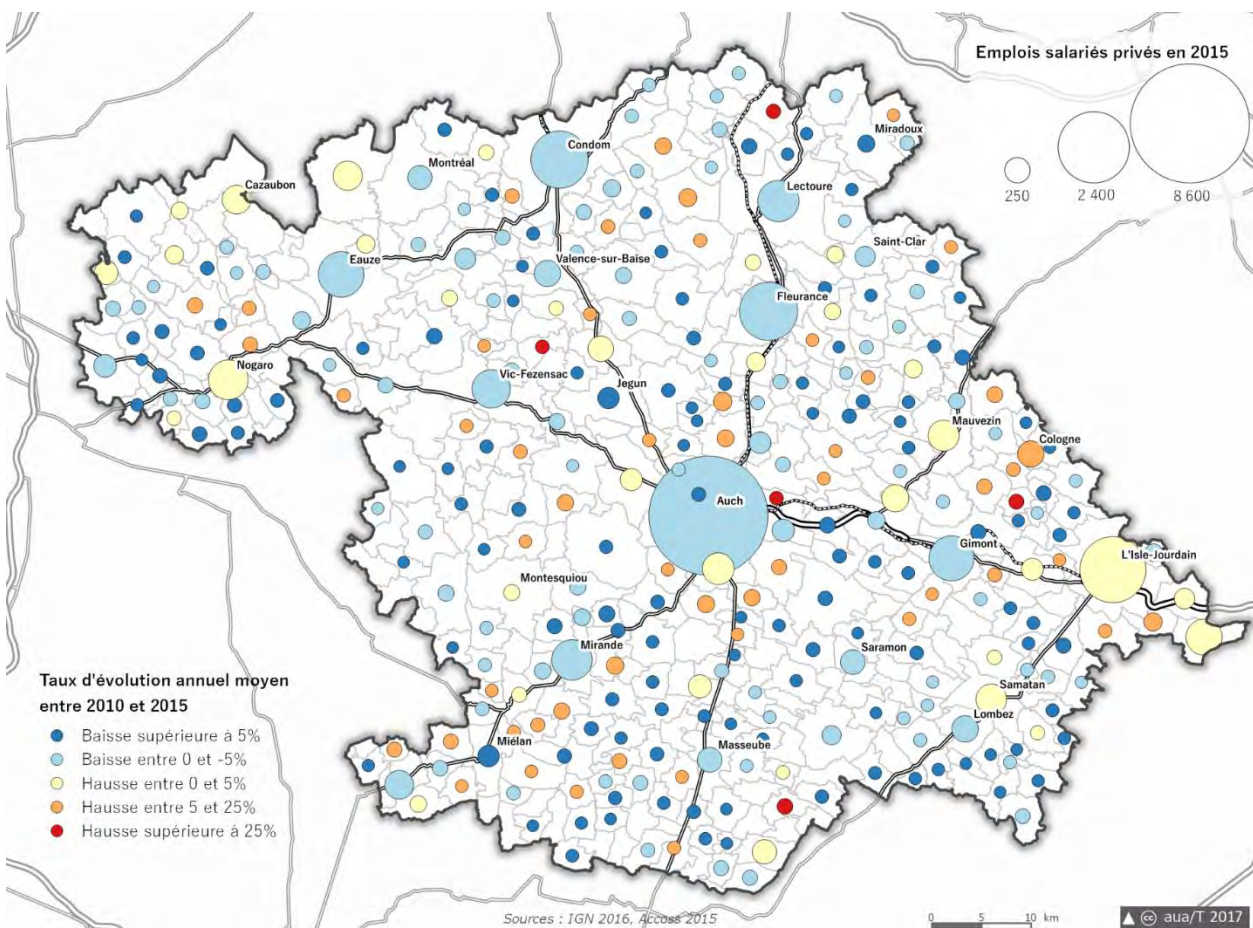 Emplois salariés privés en 2015
250
2 400
8 600
Miradoux
Condom
Montréal
Lectoure
Cazaubon
Saint-Clar
Eauze
Valence-sur-Baïse
Fleurance
Nogaro
Vic-Fezensac
Jegun
Mauvezin
Cologne
Auch
Gimont
L'Isle-Jourdain
Montesquiou
Mirande
Saramon
Samatan
Lombez
Miélan
Masseube
Taux d'évolution annuel moyen
entre 2010 et 2015
Baisse supérieure à 5%
Baisse entre 0 et -5%
Hausse entre 0 et 5%
Hausse entre 5 et 25%
Hausse supérieure à 25%
Sources : IGN 2016, Accoss 2015
0 5 10 km
aua/T 2017